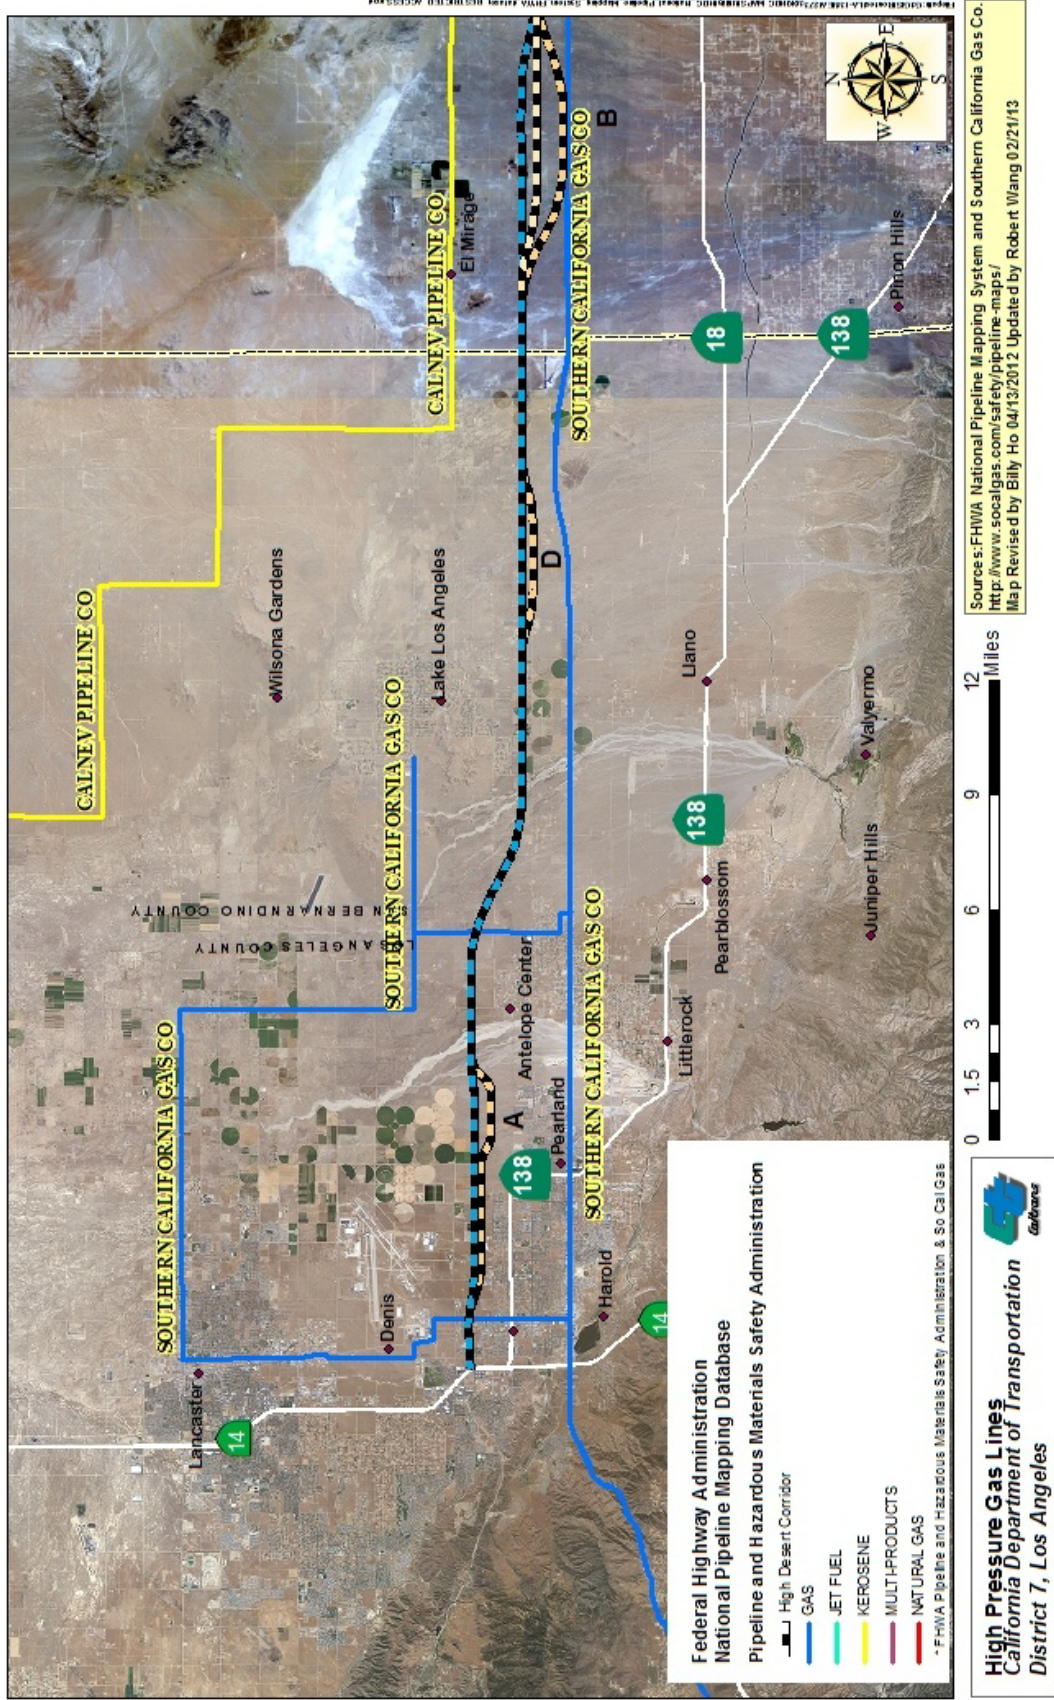 CALNEV PIPELINE CO
CALNEV PIPELINE CO
SOUTHERN CALIFORNIA GAS CO
SOUTHERN CALIFORNIA GAS CO
SOUTHERN CALIFORNIA GAS CO
SOUTHERN CALIFORNIA GAS CO
LOS ANGELES COUNTY
SAN BERNARNDINO COUNTY
Lancaster
14
Denis
Wilsona Gardens
Lake Los Angeles
El Mirage
Antelope Center
A
D
B
138
Pearland
Harold
14
Littlerock
Pearblossom
138
Llano
18
138
Pinon Hills
Juniper Hills
Valyermo
N
E
S
W
Federal Highway Administration
National Pipeline Mapping Database
Pipeline and Hazardous Materials Safety Administration
High Desert Corridor
GAS
JET FUEL
KEROSENE
MULTI-PRODUCTS
NATURAL GAS
* FHWA Pipeline and Hazardous Materials Safety Administration & So Cal Gas
High Pressure Gas Lines
California Department of Transportation
District 7, Los Angeles
Caltrans
0 1.5 3 6 9 12
Miles
Sources:FHWA National Pipeline Mapping System and Southern California Gas Co.
http://www.socalgas.com/safety/pipeline-maps/
Map Revised by Billy Ho 04/13/2012 Updated by Robert Wang 02/21/13